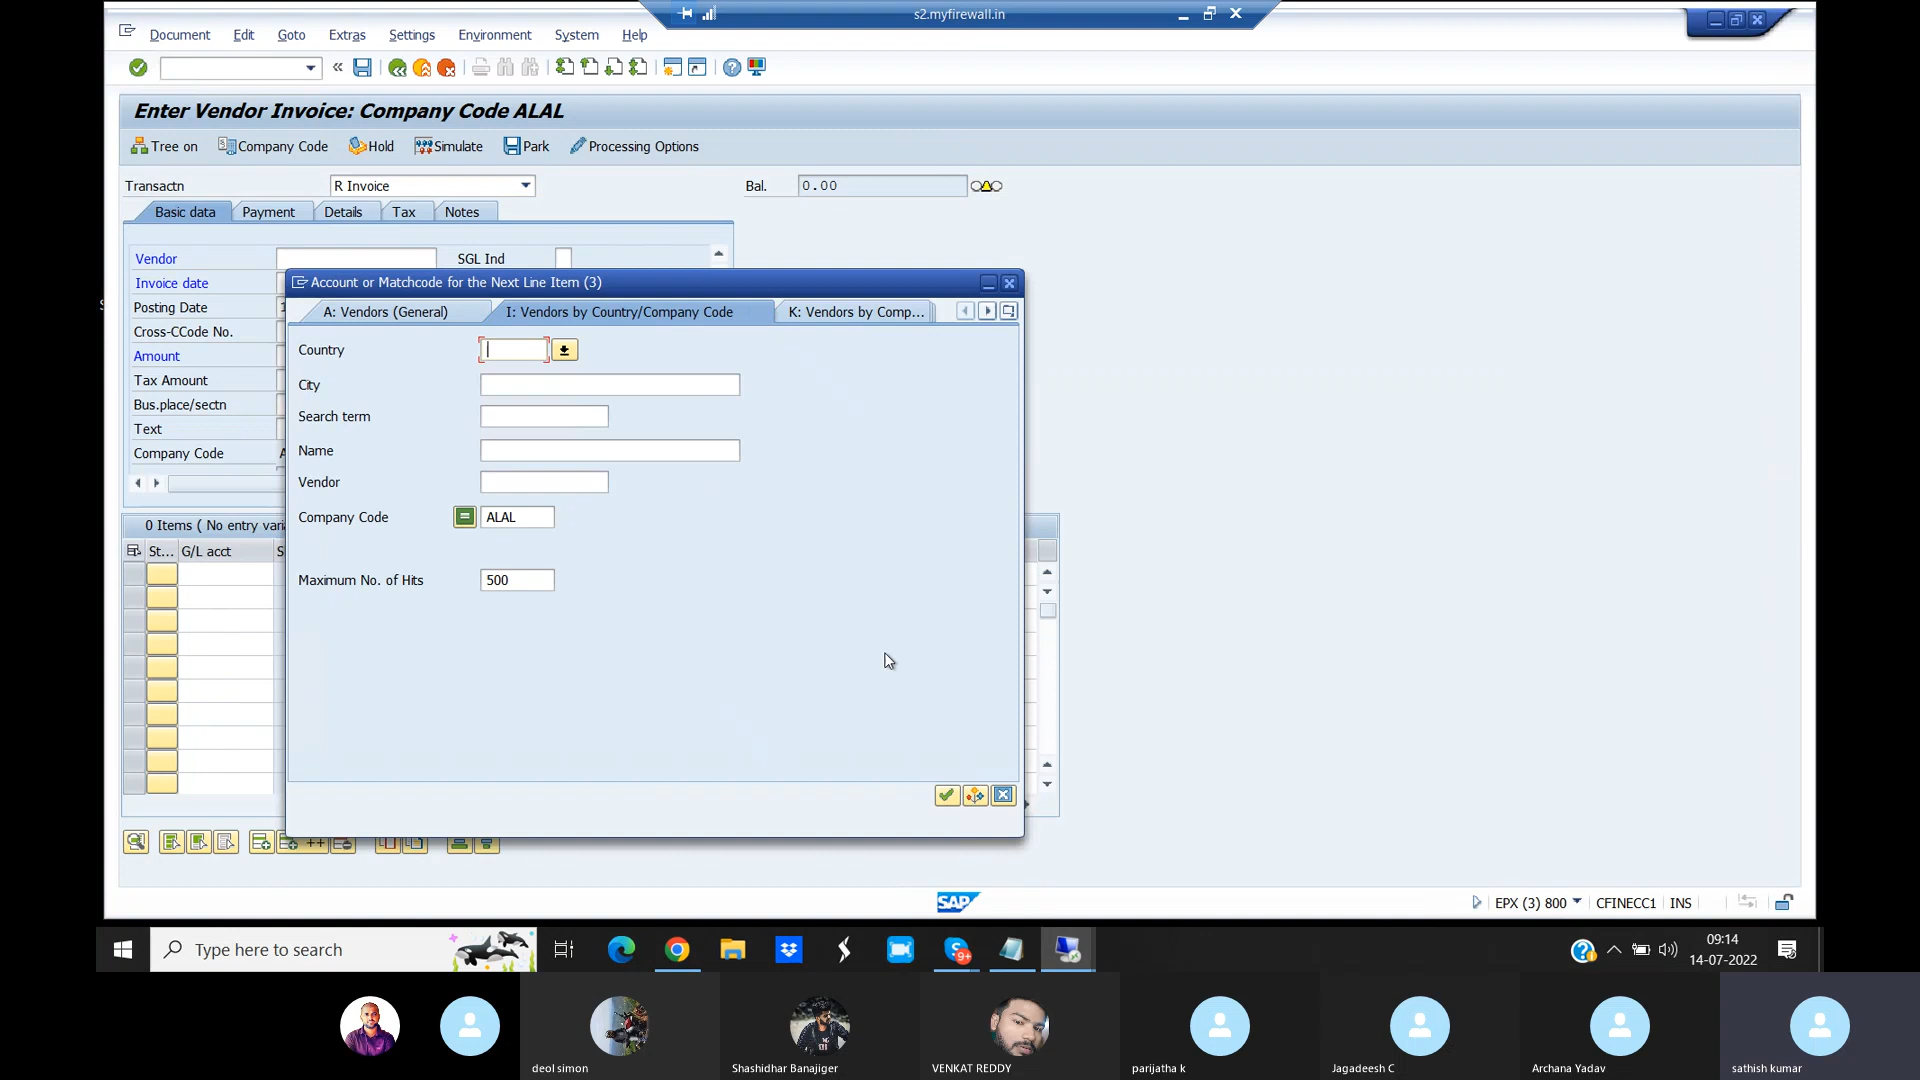 s2.myfirewall.in
Document Edit Goto Extras Settings Environment System Help
Enter Vendor Invoice: Company Code ALAL
Tree on Company Code Hold Simulate Park Processing Options
Transactn R Invoice Bal. 0.00
Basic data Payment Details Tax Notes
Vendor SGL Ind
Invoice date
Posting Date
Cross-CCode No.
Amount
Tax Amount
Bus.place/sectn
Text
Company Code
Account or Matchcode for the Next Line Item (3)
A: Vendors (General) I: Vendors by Country/Company Code K: Vendors by Comp...
Country
City
Search term
Name
Vendor
Company Code ALAL
Maximum No. of Hits 500
0 Items ( No entry vari
St... G/L acct S
SAP
EPX (3) 800 CFINECC1 INS
Type here to search
9+
09:14
14-07-2022
deol simon Shashidhar Banajiger VENKAT REDDY parijatha k Jagadeesh C Archana Yadav sathish kumar